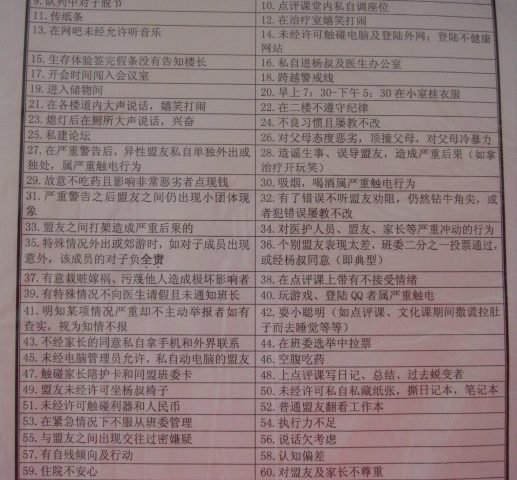 9. 队列中对子脱节
10. 点评课堂内私自调座位
11. 传纸条
12. 在治疗室嬉笑打闹
13. 在网吧未经允许听音乐
14. 未经许可触碰电脑及登陆外网；登陆不健康
网站
15. 生存体验签完假条没有告知楼长
16. 私自进杨叔及医生办公室
17. 开会时间闯入会议室
18. 跨越警戒线
19. 进入储物间
20. 早上 7：30-下午 5：30 在小室挂衣服
21. 在各楼道内大声说话，嬉笑打闹
22. 在二楼不遵守纪律
23. 熄灯后在厕所大声说话，兴奋
24. 不良习惯且屡教不改
25. 私建论坛
26. 对父母态度恶劣，顶撞父母，对父母冷暴力
27. 在严重警告后，异性盟友私自单独外出或
独处，属严重触电行为
28. 造谣生事、误导盟友，造成严重后果（如拿
治疗开玩笑）
29. 故意不吃药且影响非常恶劣者点现钱
30. 吸烟，喝酒属严重触电行为
31. 严重警告之后盟友之间仍出现小团体现
象
32. 有了错不听盟友劝阻，仍然钻牛角尖，或
者犯错误屡教不改
33. 盟友之间打架造成严重后果的
34. 对医护人员、盟友、家长等严重冲动的行为
35. 特殊情况外出或郊游时，如对子成员出现
意外，该成员的对子负全责
36. 个别盟友表现太差，班委二分之一投票通过，
或经杨叔同意（即典型）
37. 有意栽赃嫁祸、污蔑他人造成极坏影响者
38. 在点评课上带有不接受情绪
39. 有特殊情况不向医生请假且未通知班长
40. 玩游戏、登陆 QQ 者属严重触电
41. 明知某项情况严重却不主动举报者如有
查实，视为知情不报
42. 耍小聪明（如点评课、文化课期间撒谎拉肚
子而去睡觉等等）
43. 不经家长的同意私自拿手机和外界联系
44. 在班委选举中拉票
45. 未经电脑管理员允许，私自动电脑的盟友
46. 空腹吃药
47. 触碰家长陪护卡和同盟班委卡
48. 上点评课写日记、总结、过去蜕变者
49. 盟友未经许可坐杨叔椅子
50. 未经许可私自私藏纸张，撕日记本，笔记本
51. 未经许可触碰利器和人民币
52. 普通盟友翻看工作本
53. 在紧急情况下不服从班委管理
54. 执行力不足
55. 与盟友之间出现交往过密嫌疑
56. 说话欠考虑
57. 有自残倾向及行动
58. 认知偏差
59. 住院不安心
60. 对盟友及家长不尊重